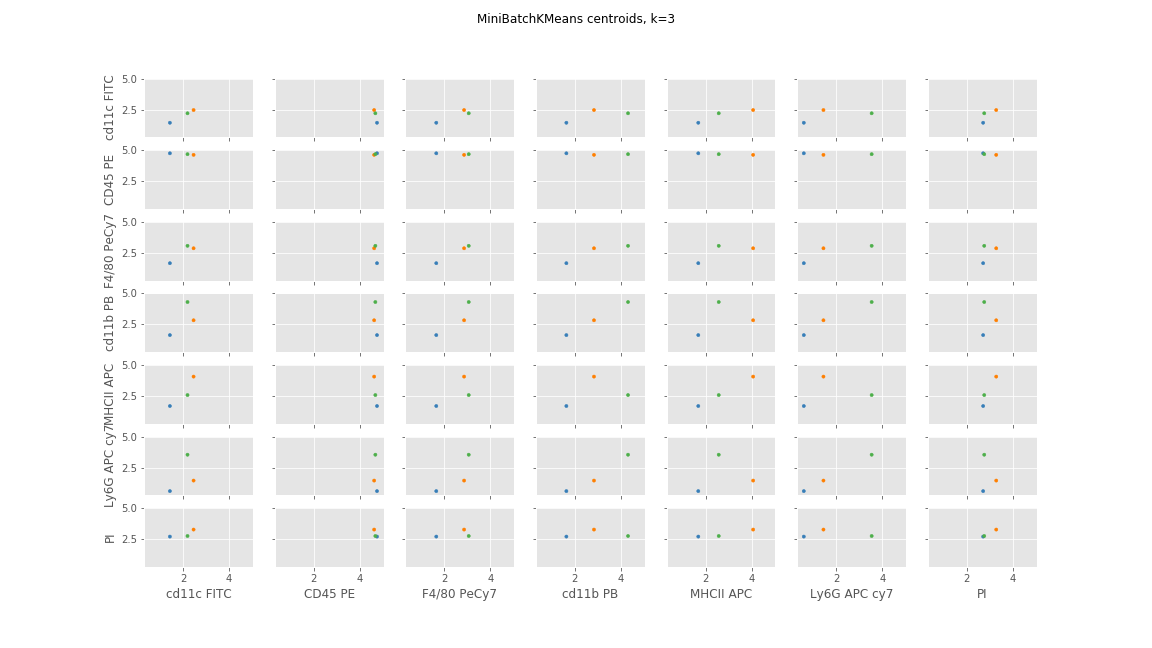 MiniBatchKMeans centroids, k=3
cd11c FITC
5.0
2.5
CD45 PE
5.0
2.5
F4/80 PeCy7
5.0
2.5
cd11b PB
5.0
2.5
MHCII APC
5.0
2.5
Ly6G APC cy7
5.0
2.5
PI
5.0
2.5
2 4 2 4 2 4 2 4 2 4 2 4 2 4
cd11c FITC CD45 PE F4/80 PeCy7 cd11b PB MHCII APC Ly6G APC cy7 PI